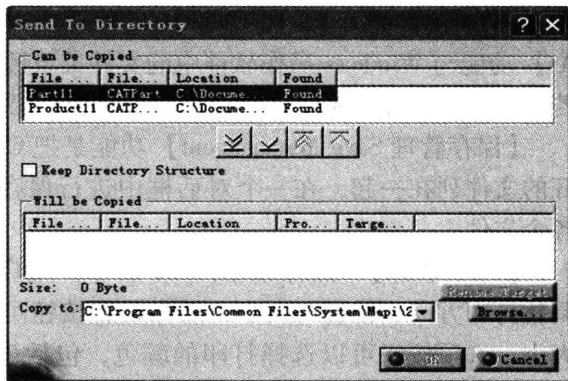 Send To Directory
Can be Copied
File ... File... Location Found
Part11 CATPart C:\Docume... Found
Product11 CATP... C:\Docume... Found
Keep Directory Structure
Will be Copied
File ... File... Location Pro... Targe...
Size: 0 Byte
Rename Target
Copy to: C:\Program Files\Common Files\System\Mapi\2
Browse...
OK Cancel